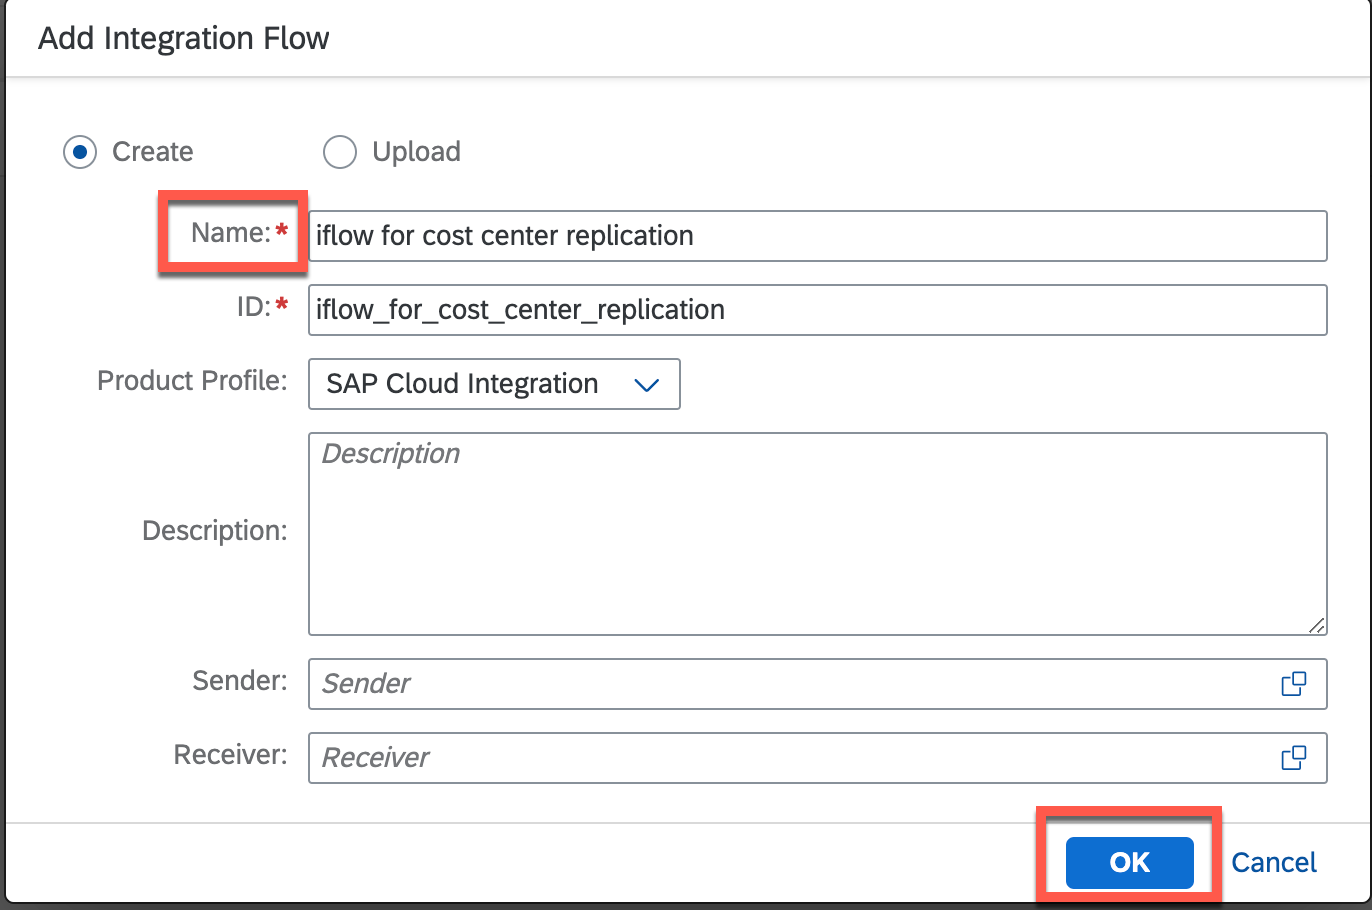 Add Integration Flow
Create Upload
Name:* iflow for cost center replication
ID:* iflow_for_cost_center_replication
Product Profile: SAP Cloud Integration
Description
Description:
Sender: Sender
Receiver: Receiver
OK Cancel